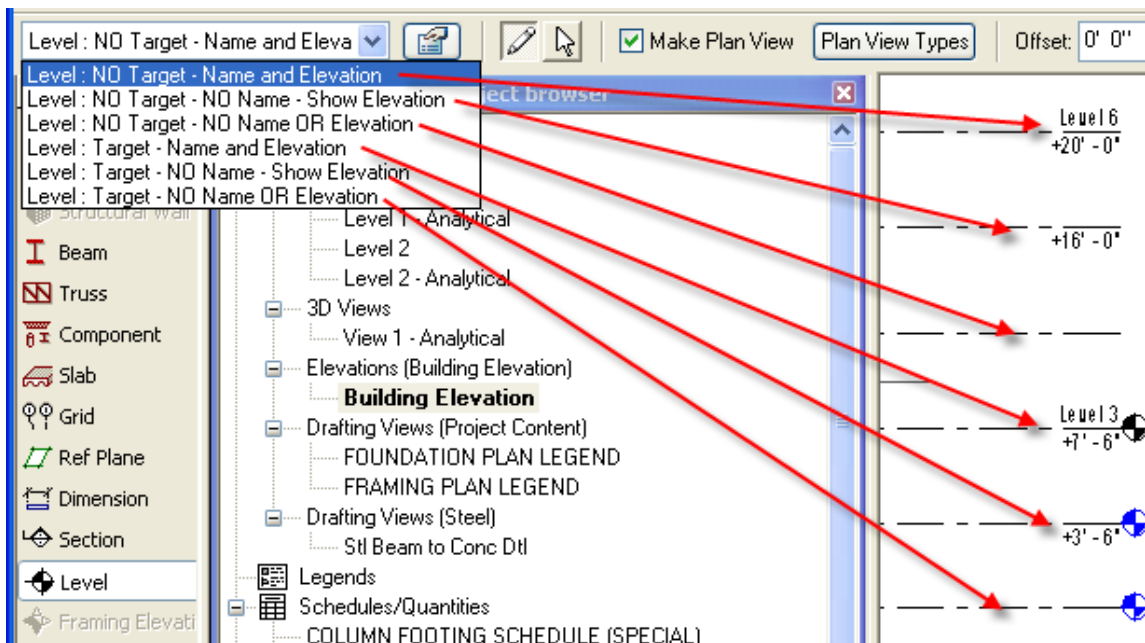 Level : NO Target - Name and Eleva
Make Plan View
Plan View Types
Offset: 0' 0"
Level : NO Target - Name and Elevation
Level : NO Target - NO Name - Show Elevation
Level : NO Target - NO Name OR Elevation
Level : Target - Name and Elevation
Level : Target - NO Name - Show Elevation
Level : Target - NO Name OR Elevation
ject browser
Structural Wall
Beam
Truss
Component
Slab
Grid
Ref Plane
Dimension
Section
Level
Framing Elevati
Level 1 - Analytical
Level 2
Level 2 - Analytical
3D Views
View 1 - Analytical
Elevations (Building Elevation)
Building Elevation
Drafting Views (Project Content)
FOUNDATION PLAN LEGEND
FRAMING PLAN LEGEND
Drafting Views (Steel)
Stl Beam to Conc Dtl
Legends
Schedules/Quantities
COLUMN FOOTING SCHEDULE (SPECIAL)
Level 6
+20' - 0"
+16' - 0"
Level 3
+7' - 6"
+3' - 6"